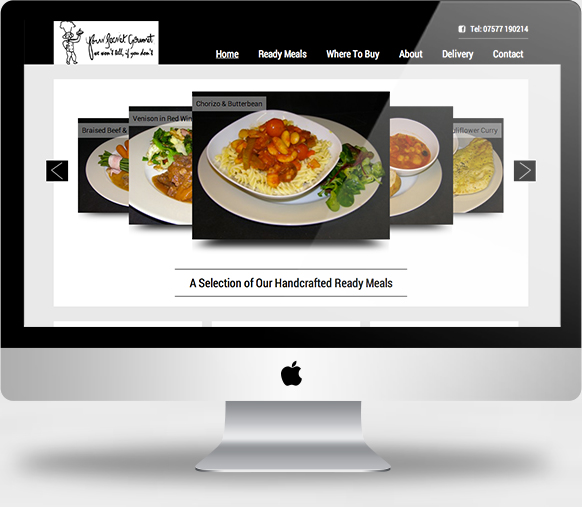 Your Secret Gourmet
we won't tell, if you don't
Tel: 07577 190214
Home Ready Meals Where To Buy About Delivery Contact
Braised Beef &
Venison in Red Win
Chorizo & Butterbean
uliflower Curry
A Selection of Our Handcrafted Ready Meals